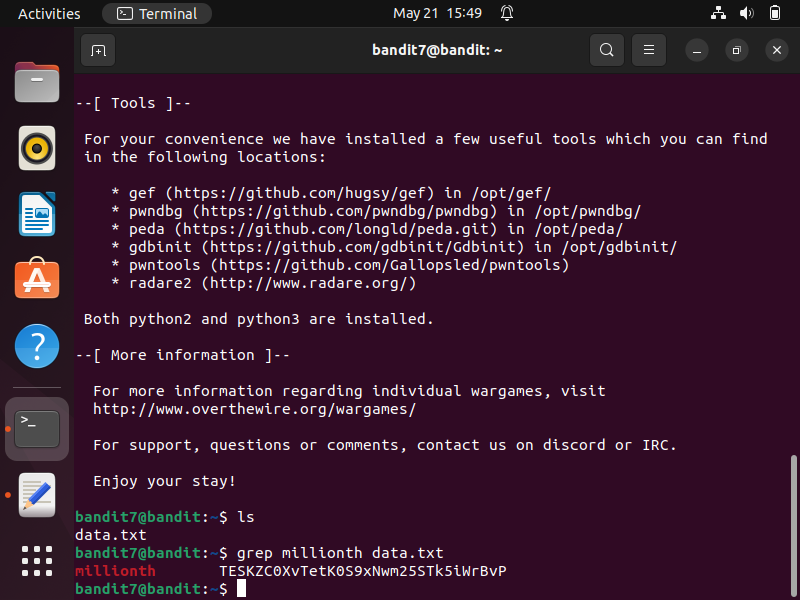 Activities
Terminal
May 21 15:49
bandit7@bandit: ~
--[ Tools ]--
For your convenience we have installed a few useful tools which you can find
in the following locations:
* gef (https://github.com/hugsy/gef) in /opt/gef/
* pwndbg (https://github.com/pwndbg/pwndbg) in /opt/pwndbg/
* peda (https://github.com/longld/peda.git) in /opt/peda/
* gdbinit (https://github.com/gdbinit/Gdbinit) in /opt/gdbinit/
* pwntools (https://github.com/Gallopsled/pwntools)
* radare2 (http://www.radare.org/)
Both python2 and python3 are installed.
--[ More information ]--
For more information regarding individual wargames, visit
http://www.overthewire.org/wargames/
For support, questions or comments, contact us on discord or IRC.
Enjoy your stay!
bandit7@bandit:~$ ls
data.txt
bandit7@bandit:~$ grep millionth data.txt
millionth TESKZC0XvTetK0S9xNwm25STk5iWrBvP
bandit7@bandit:~$